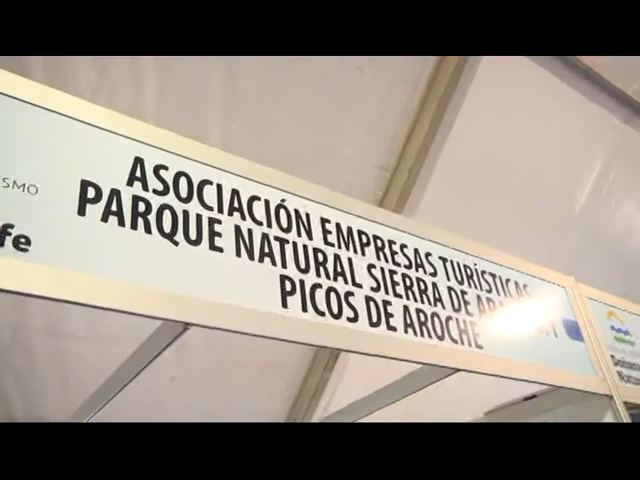 ASOCIACIÓN EMPRESAS TURÍSTICAS
PARQUE NATURAL SIERRA DE
PICOS DE AROCHE
SMO
fe